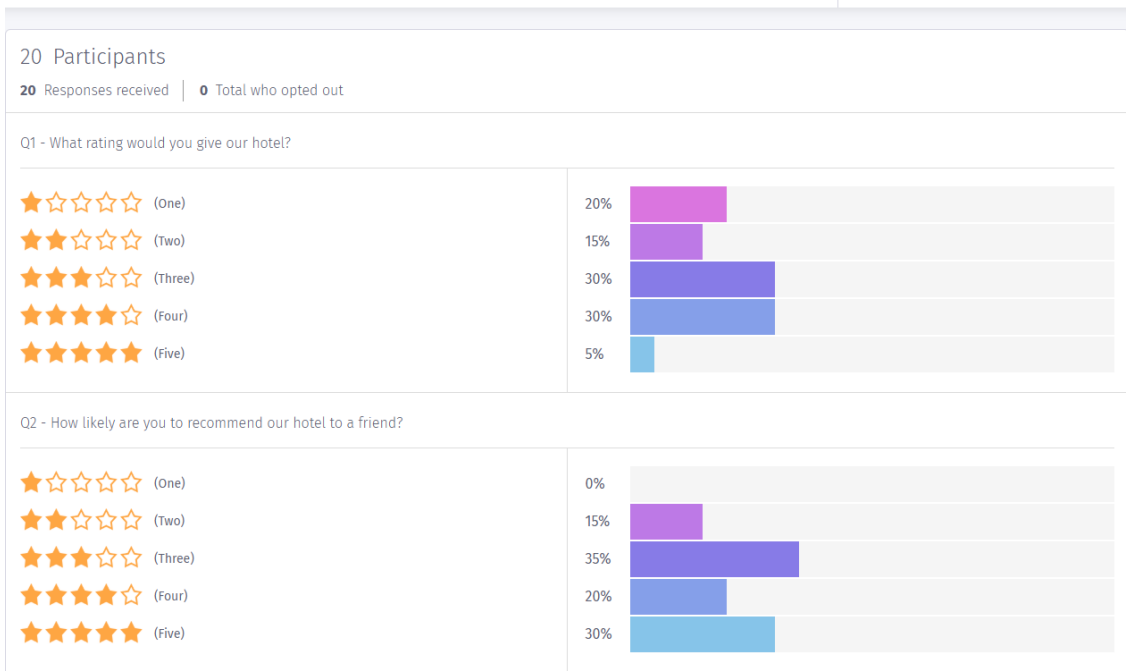 20 Participants
20 Responses received 0 Total who opted out
Q1 - What rating would you give our hotel?
(One) 20%
(Two) 15%
(Three) 30%
(Four) 30%
(Five) 5%
Q2 - How likely are you to recommend our hotel to a friend?
(One) 0%
(Two) 15%
(Three) 35%
(Four) 20%
(Five) 30%